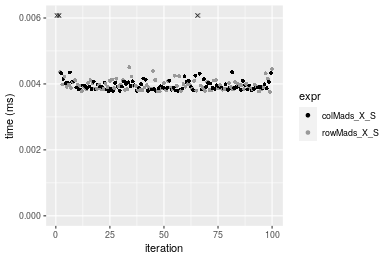 0.006
0.004
0.002
0.000
time (ms)
0
25
50
75
100
iteration
expr
colMads_X_S
rowMads_X_S